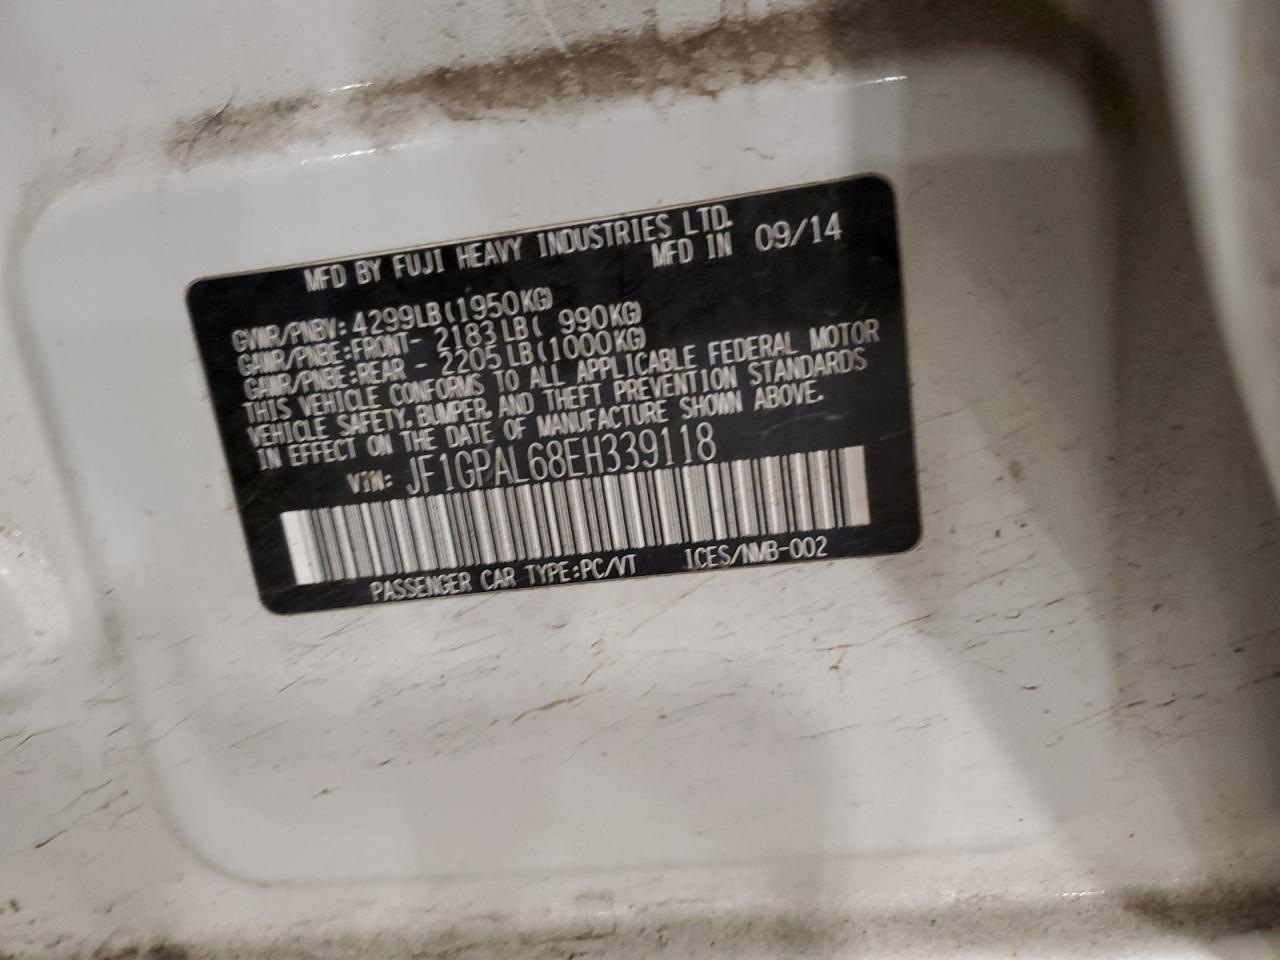 MFD BY FUJI HEAVY INDUSTRIES LTD.
MFD IN 09/14
GVWR/PNBV: 4299LB(1950KG)
GAWR/PNBE:FRONT- 2183LB( 990KG)
GAWR/PNBE:REAR - 2205LB(1000KG)
THIS VEHICLE CONFORMS TO ALL APPLICABLE FEDERAL MOTOR
VEHICLE SAFETY, BUMPER, AND THEFT PREVENTION STANDARDS
IN EFFECT ON THE DATE OF MANUFACTURE SHOWN ABOVE.
VIN: JF1GPAL68EH339118
PASSENGER CAR TYPE:PC/VT ICES/NMB-002